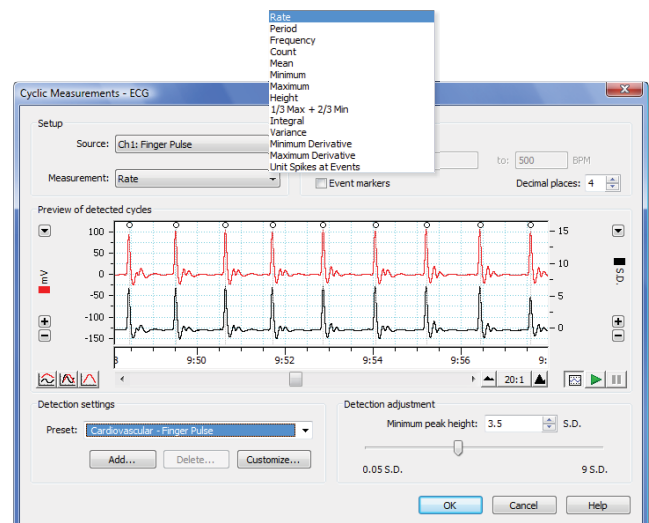 Rate
Period
Frequency
Count
Mean
Minimum
Maximum
Height
1/3 Max + 2/3 Min
Integral
Variance
Minimum Derivative
Maximum Derivative
Unit Spikes at Events
Cyclic Measurements - ECG
Setup
Source: Ch1: Finger Pulse
to: 500 BPM
Measurement: Rate
Event markers
Decimal places: 4
Preview of detected cycles
100
50
0
-50
-100
-150
mV
15
10
5
0
S.D.
8 9:50 9:52 9:54 9:56 9:
20:1
Detection settings
Preset: Cardiovascular - Finger Pulse
Add... Delete... Customize...
Detection adjustment
Minimum peak height: 3.5 S.D.
0.05 S.D. 9 S.D.
OK Cancel Help